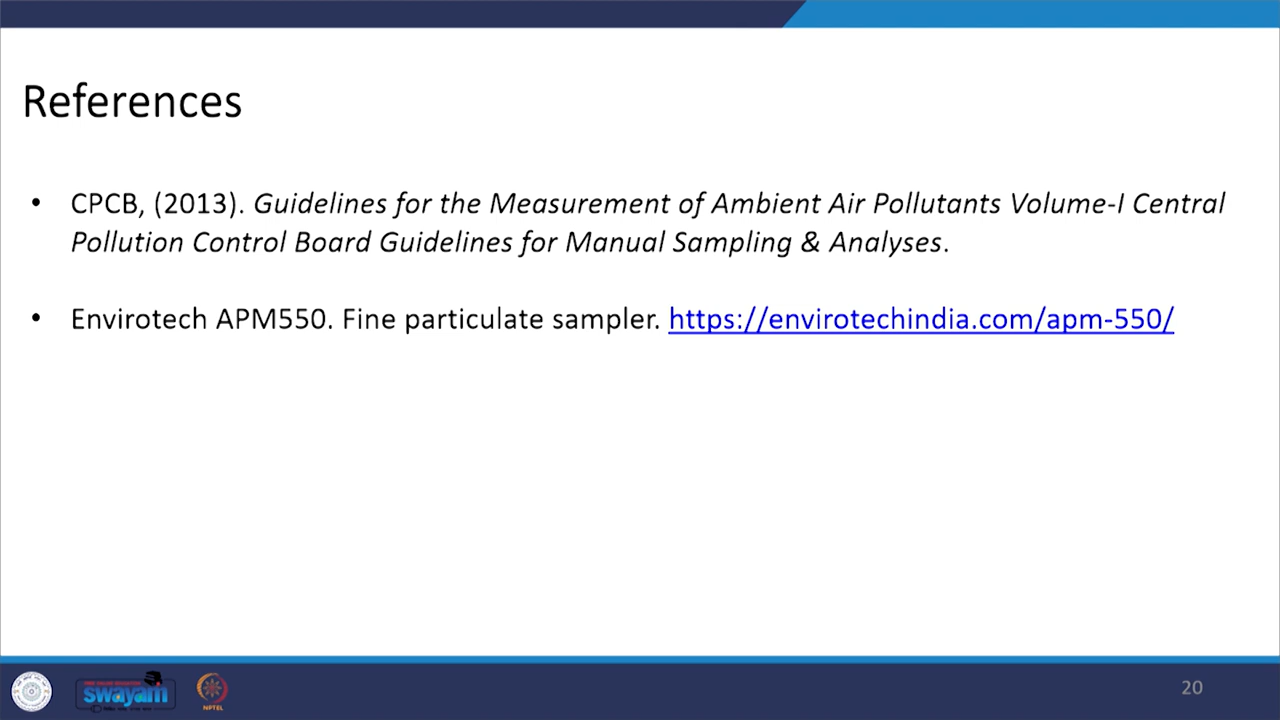 References
• CPCB, (2013). Guidelines for the Measurement of Ambient Air Pollutants Volume-I Central
Pollution Control Board Guidelines for Manual Sampling & Analyses.
• Envirotech APM550. Fine particulate sampler. https://envirotechindia.com/apm-550/
swayam
NPTEL
20